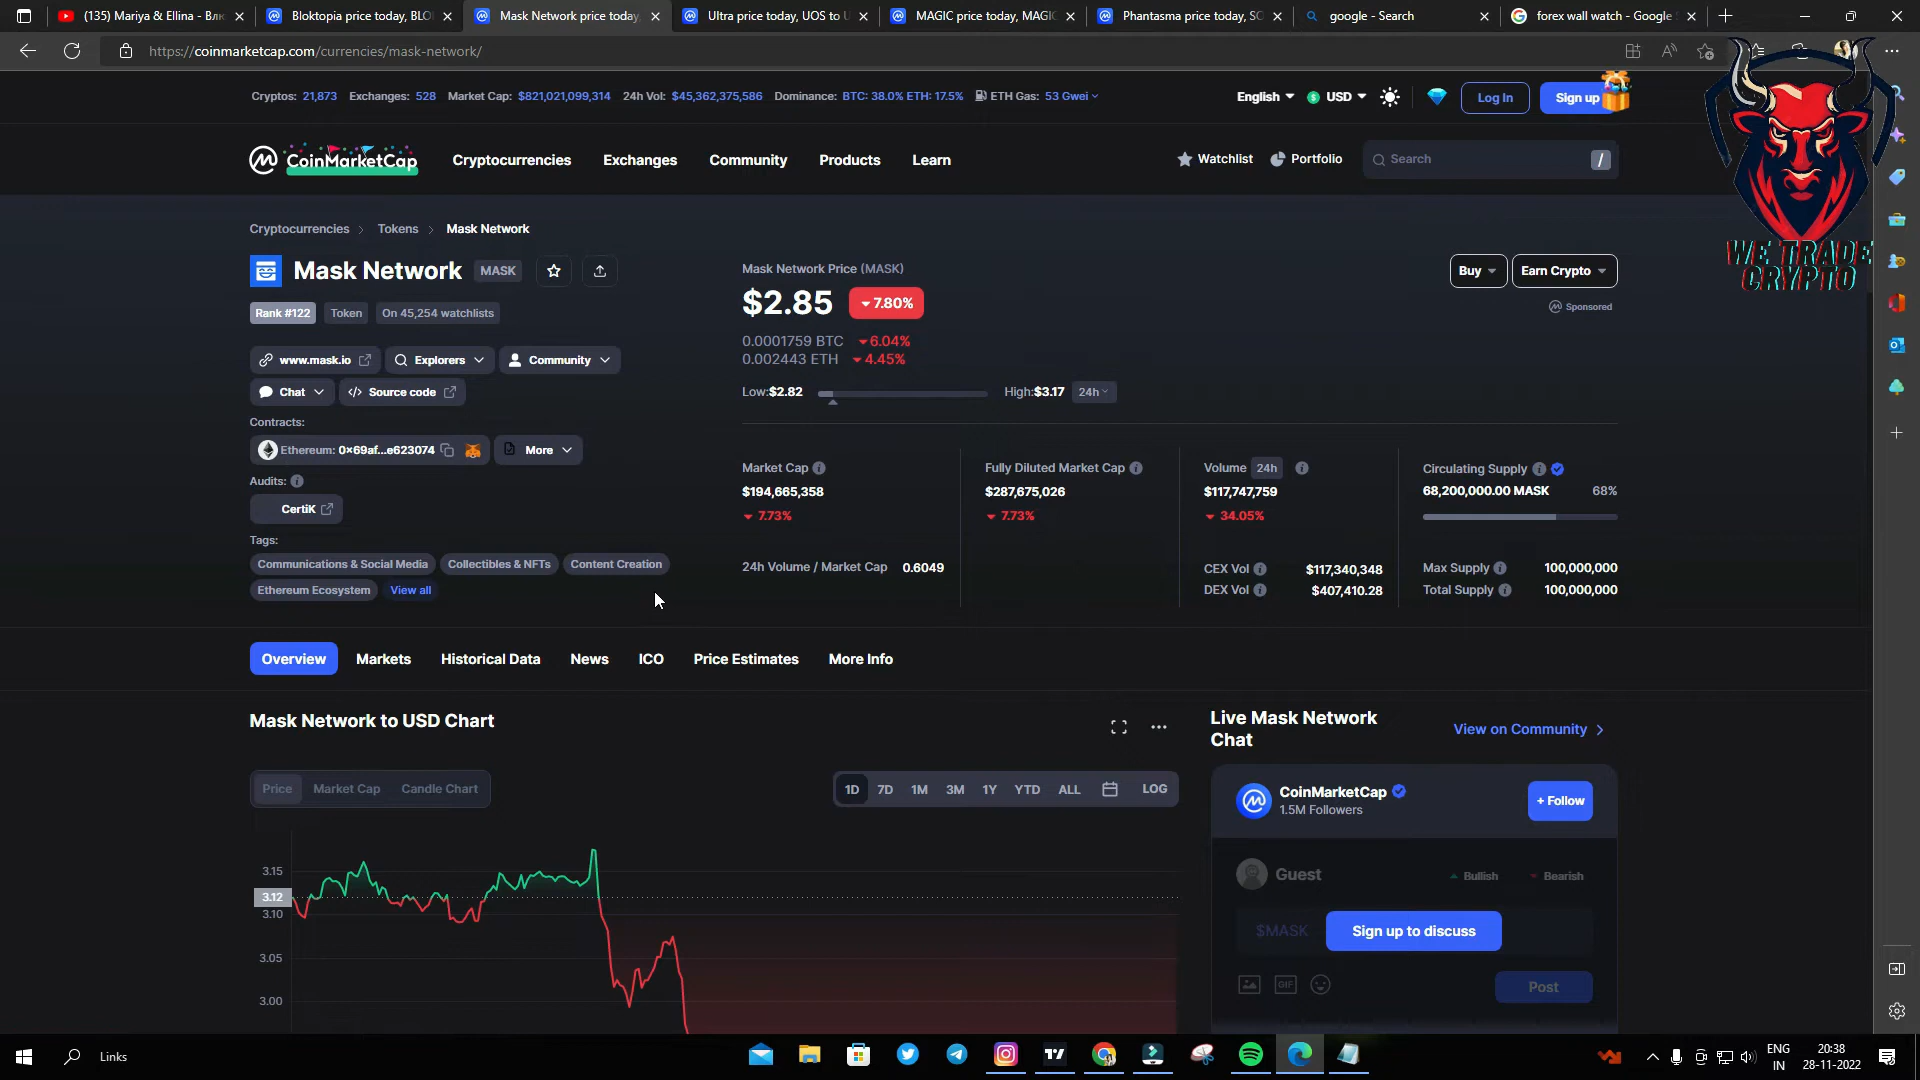 (135) Mariya & Ellina - Влю
Bloktopia price today, BLO
Mask Network price today,
Ultra price today, UOS to U
MAGIC price today, MAGIC
Phantasma price today, SO
google - Search
forex wall watch - Google
https://coinmarketcap.com/currencies/mask-network/
Cryptos: 21,873 Exchanges: 528 Market Cap: $821,021,099,314 24h Vol: $45,362,375,586 Dominance: BTC: 38.0% ETH: 17.5% ETH Gas: 53 Gwei
English USD Log In Sign up
CoinMarketCap Cryptocurrencies Exchanges Community Products Learn
Watchlist Portfolio Search /
WE TRADE
CRYPTO
Cryptocurrencies Tokens Mask Network
Mask Network MASK
Rank #122 Token On 45,254 watchlists
www.mask.io Explorers Community
Chat Source code
Contracts:
Ethereum: 0x69af...e623074 More
Audits:
CertiK
Tags:
Communications & Social Media Collectibles & NFTs Content Creation
Ethereum Ecosystem View all
Mask Network Price (MASK)
$2.85 7.80%
0.0001759 BTC 6.04%
0.002443 ETH 4.45%
Low:$2.82 High:$3.17 24h
Buy Earn Crypto
Sponsored
Market Cap
$194,665,358
7.73%
24h Volume / Market Cap 0.6049
Fully Diluted Market Cap
$287,675,026
7.73%
Volume 24h
$117,747,759
34.05%
CEX Vol $117,340,348
DEX Vol $407,410.28
Circulating Supply
68,200,000.00 MASK 68%
Max Supply 100,000,000
Total Supply 100,000,000
Overview Markets Historical Data News ICO Price Estimates More Info
Mask Network to USD Chart
Price Market Cap Candle Chart
1D 7D 1M 3M 1Y YTD ALL LOG
3.15
3.12
3.10
3.05
3.00
Live Mask Network
Chat
View on Community
CoinMarketCap
1.5M Followers
+ Follow
Guest Bullish Bearish
$MASK Sign up to discuss
GIF
Post
Links
ENG
IN
20:38
28-11-2022